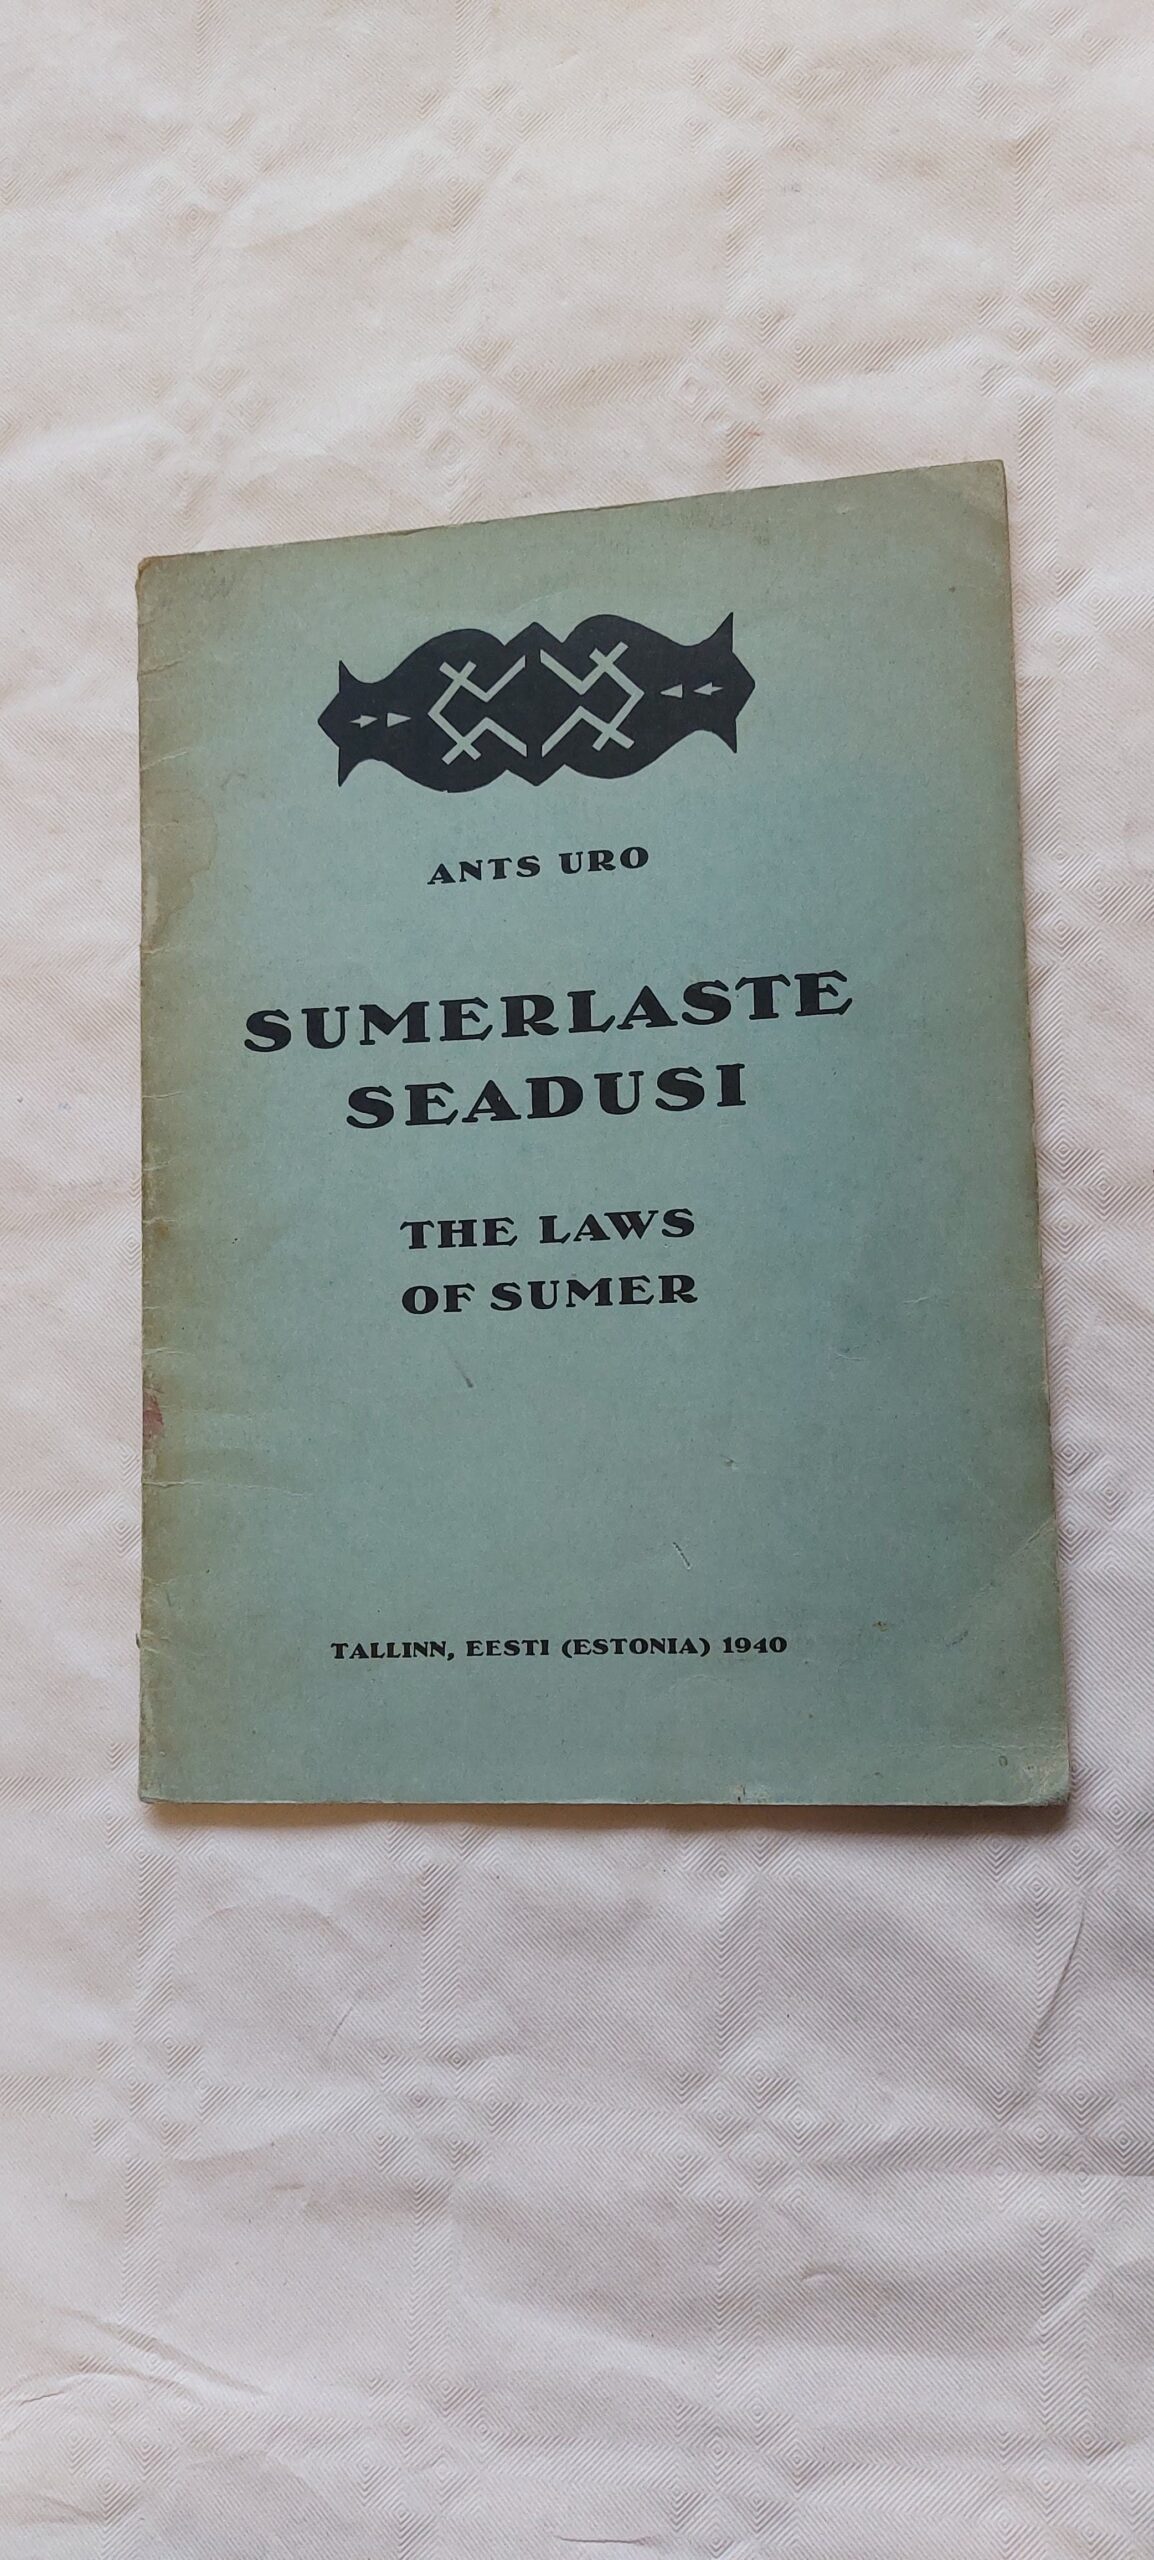 ANTS URO
SUMERLASTE
SEADUSI
THE LAWS
OF SUMER
TALLINN, EESTI (ESTONIA) 1940